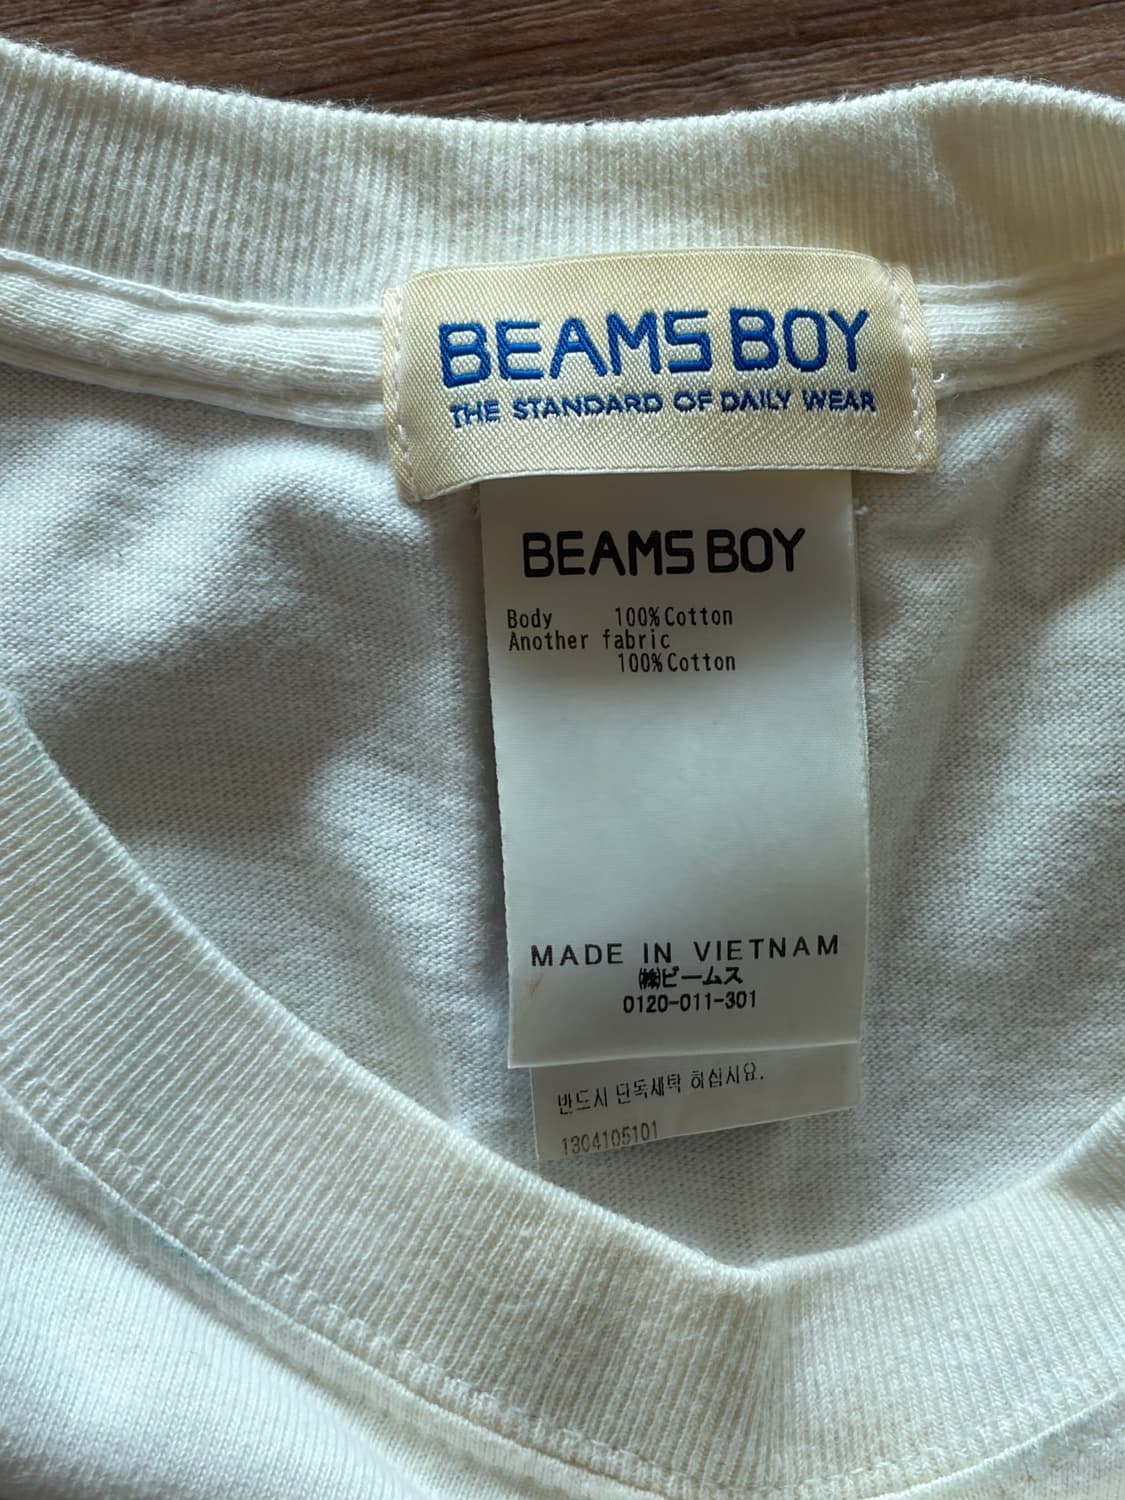 BEAMS BOY
THE STANDARD OF DAILY WEAR
BEAMS BOY
Body 100%Cotton
Another fabric
100%Cotton
MADE IN VIETNAM
㈱ビームス
0120-011-301
반드시 단독세탁 하십시요.
1304105101